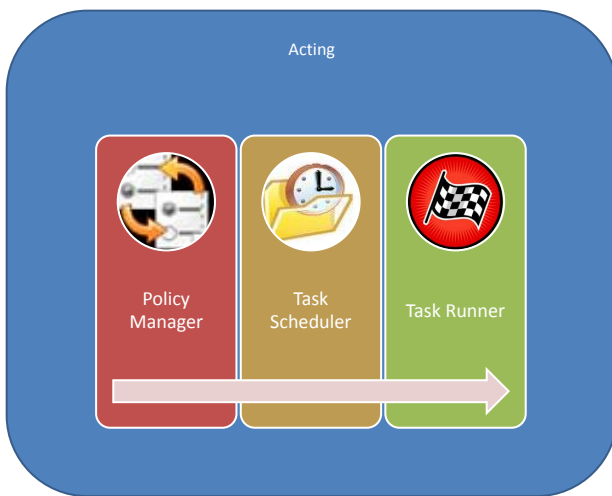 Acting
Policy
Manager
Task
Scheduler
Task Runner